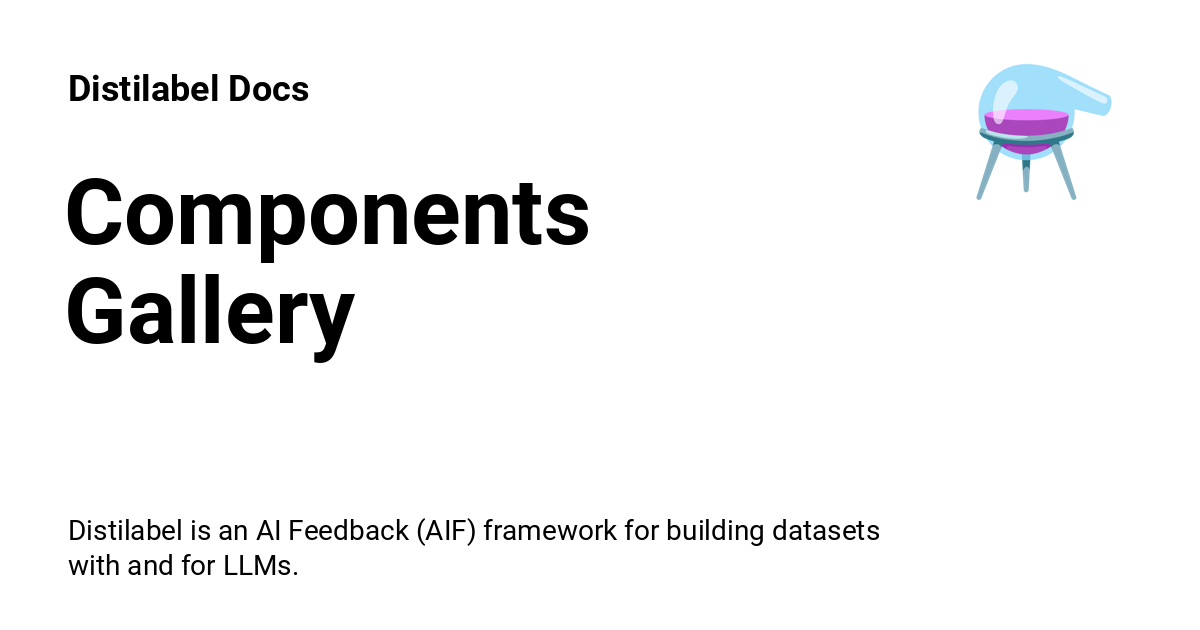 Distilabel Docs
Components
Gallery
Distilabel is an AI Feedback (AIF) framework for building datasets
with and for LLMs.